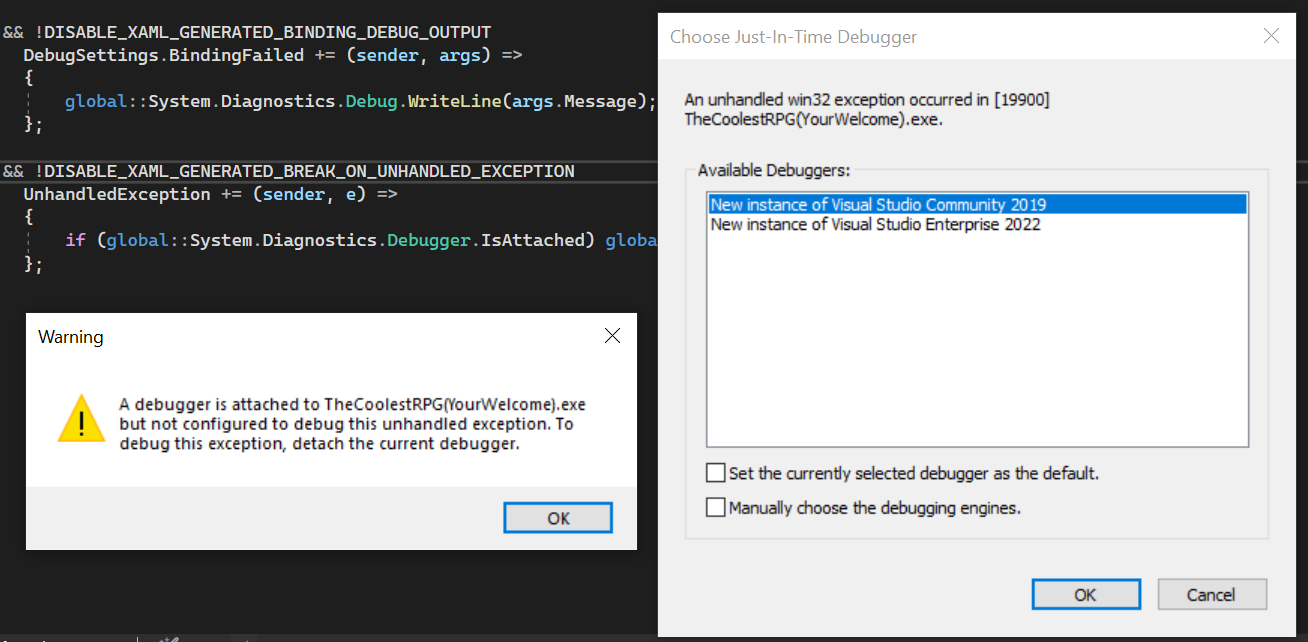 && !DISABLE_XAML_GENERATED_BINDING_DEBUG_OUTPUT
DebugSettings.BindingFailed += (sender, args) =>
{
global::System.Diagnostics.Debug.WriteLine(args.Message);
};
&& !DISABLE_XAML_GENERATED_BREAK_ON_UNHANDLED_EXCEPTION
UnhandledException += (sender, e) =>
{
if (global::System.Diagnostics.Debugger.IsAttached) globa
};
Warning
A debugger is attached to TheCoolestRPG(YourWelcome).exe
but not configured to debug this unhandled exception. To
debug this exception, detach the current debugger.
OK
Choose Just-In-Time Debugger
An unhandled win32 exception occurred in [19900]
TheCoolestRPG(YourWelcome).exe.
Available Debuggers:
New instance of Visual Studio Community 2019
New instance of Visual Studio Enterprise 2022
Set the currently selected debugger as the default.
Manually choose the debugging engines.
OK
Cancel